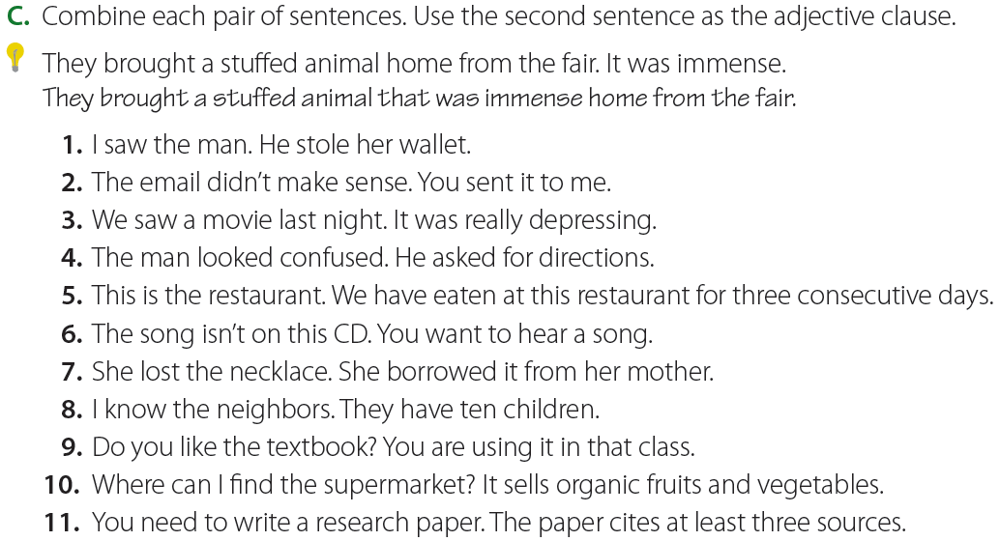 C. Combine each pair of sentences. Use the second sentence as the adjective clause.
They brought a stuffed animal home from the fair. It was immense.
They brought a stuffed animal that was immense home from the fair.
1. I saw the man. He stole her wallet.
2. The email didn’t make sense. You sent it to me.
3. We saw a movie last night. It was really depressing.
4. The man looked confused. He asked for directions.
5. This is the restaurant. We have eaten at this restaurant for three consecutive days.
6. The song isn’t on this CD. You want to hear a song.
7. She lost the necklace. She borrowed it from her mother.
8. I know the neighbors. They have ten children.
9. Do you like the textbook? You are using it in that class.
10. Where can I find the supermarket? It sells organic fruits and vegetables.
11. You need to write a research paper. The paper cites at least three sources.